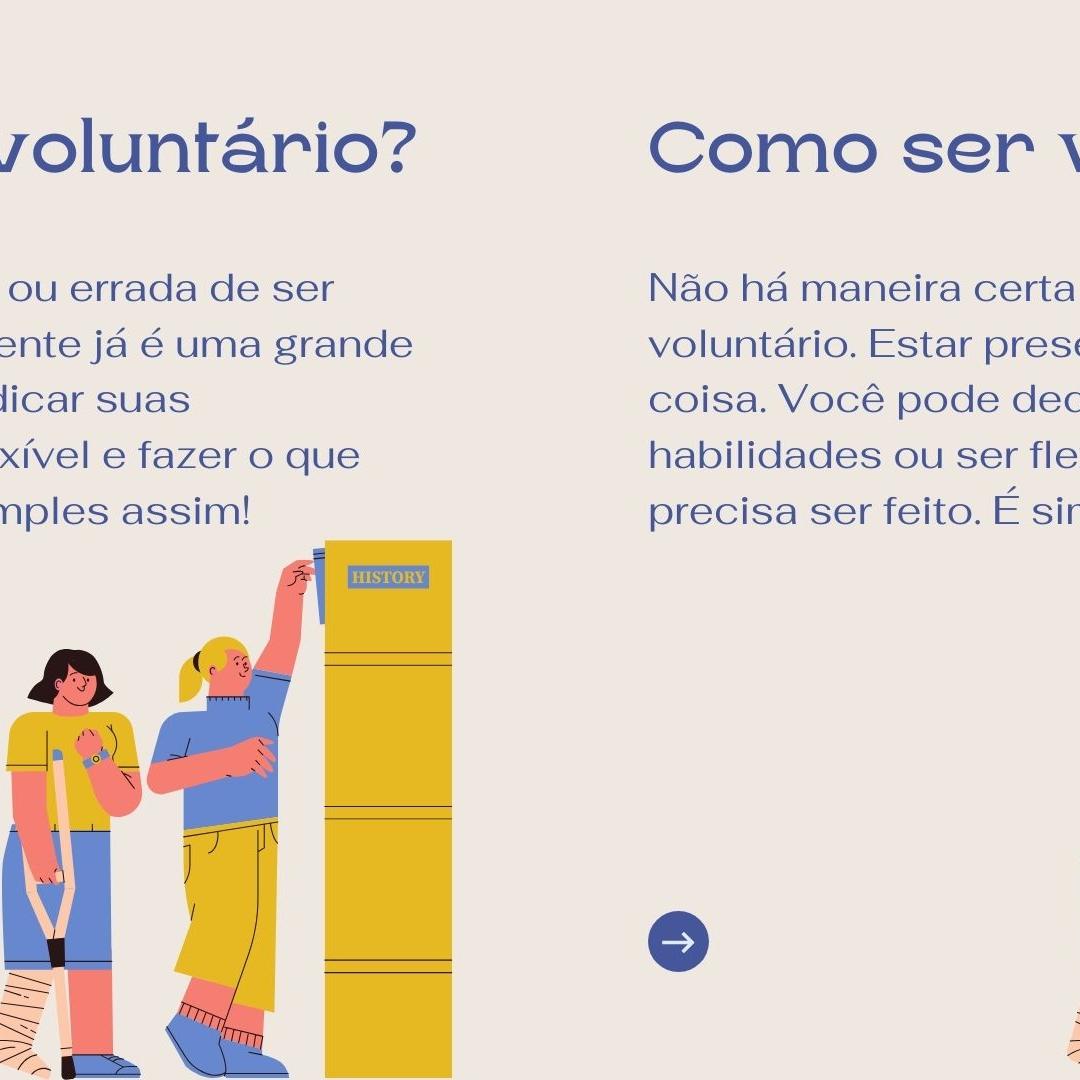 voluntário?
ou errada de ser
ente já é uma grande
dicar suas
xível e fazer o que
mples assim!
HISTORY
Como ser v
Não há maneira certa
voluntário. Estar prese
coisa. Você pode ded
habilidades ou ser fle
precisa ser feito. É sim